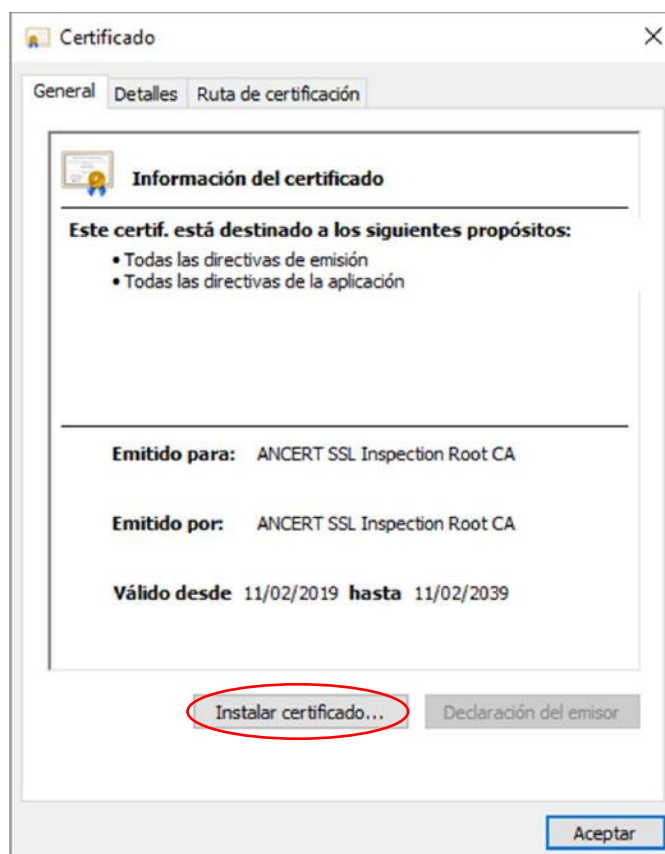 Certificado
General Detalles Ruta de certificación
Información del certificado
Este certif. está destinado a los siguientes propósitos:
• Todas las directivas de emisión
• Todas las directivas de la aplicación
Emitido para: ANCERT SSL Inspection Root CA
Emitido por: ANCERT SSL Inspection Root CA
Válido desde 11/02/2019 hasta 11/02/2039
Instalar certificado... Declaración del emisor
Aceptar